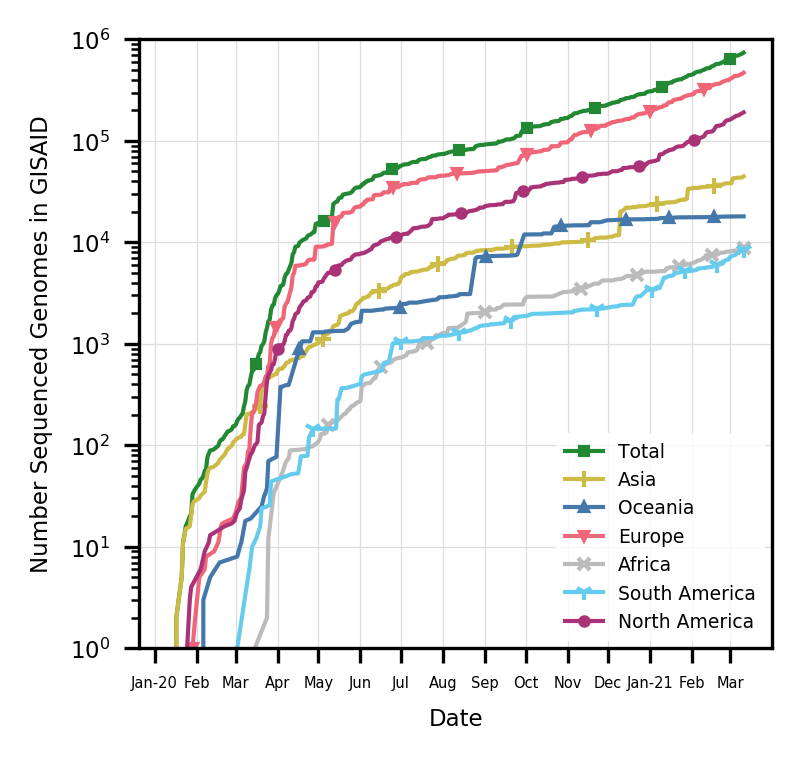 Number Sequenced Genomes in GISAID
10^6
10^5
10^4
10^3
10^2
10^1
10^0
Total
Asia
Oceania
Europe
Africa
South America
North America
Jan-20 Feb Mar Apr May Jun Jul Aug Sep Oct Nov Dec Jan-21 Feb Mar
Date